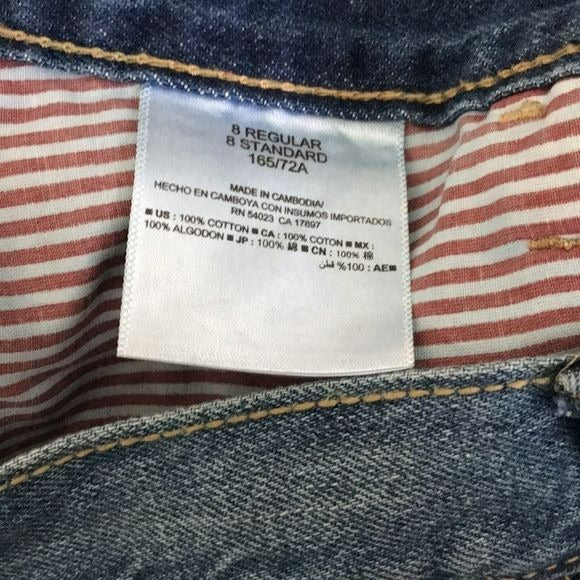 8 REGULAR
8 STANDARD
165/72A
MADE IN CAMBODIA/
HECHO EN CAMBOYA CON INSUMOS IMPORTADOS
RN 54023 CA 17897
■ US : 100% COTTON ■ CA : 100% COTTON ■ MX :
100% ALGODON ■ JP : 100% 綿 ■ CN : 100% 棉
■AE : 100% قطن